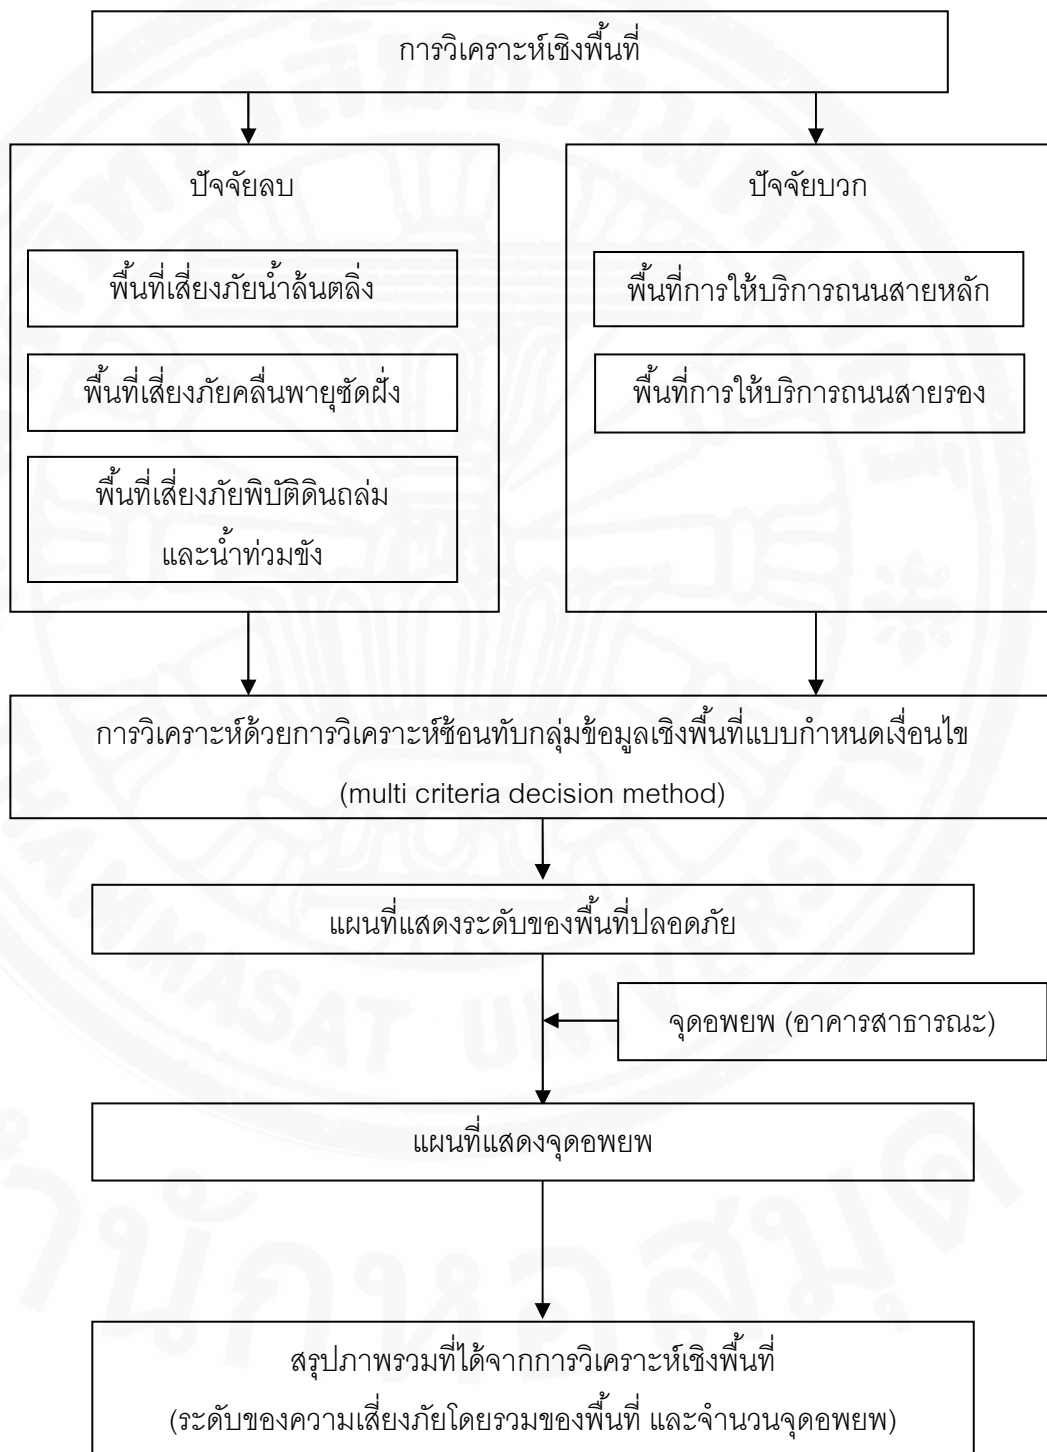 การวิเคราะห์เชิงพื้นที่
ปัจจัยลบ
พื้นที่เสี่ยงภัยน้ำล้นตลิ่ง
พื้นที่เสี่ยงภัยคลื่นพายุซัดฝั่ง
พื้นที่เสี่ยงภัยพิบัติดินถล่ม
และน้ำท่วมขัง
ปัจจัยบวก
พื้นที่การให้บริการถนนสายหลัก
พื้นที่การให้บริการถนนสายรอง
การวิเคราะห์ด้วยการวิเคราะห์ซ้อนทับกลุ่มข้อมูลเชิงพื้นที่แบบกำหนดเงื่อนไข
(multi criteria decision method)
แผนที่แสดงระดับของพื้นที่ปลอดภัย
จุดอพยพ (อาคารสาธารณะ)
แผนที่แสดงจุดอพยพ
สรุปภาพรวมที่ได้จากการวิเคราะห์เชิงพื้นที่
(ระดับของความเสี่ยงภัยโดยรวมของพื้นที่ และจำนวนจุดอพยพ)
THAMMASAT UNIVERSITY
สำนักหอสมุด